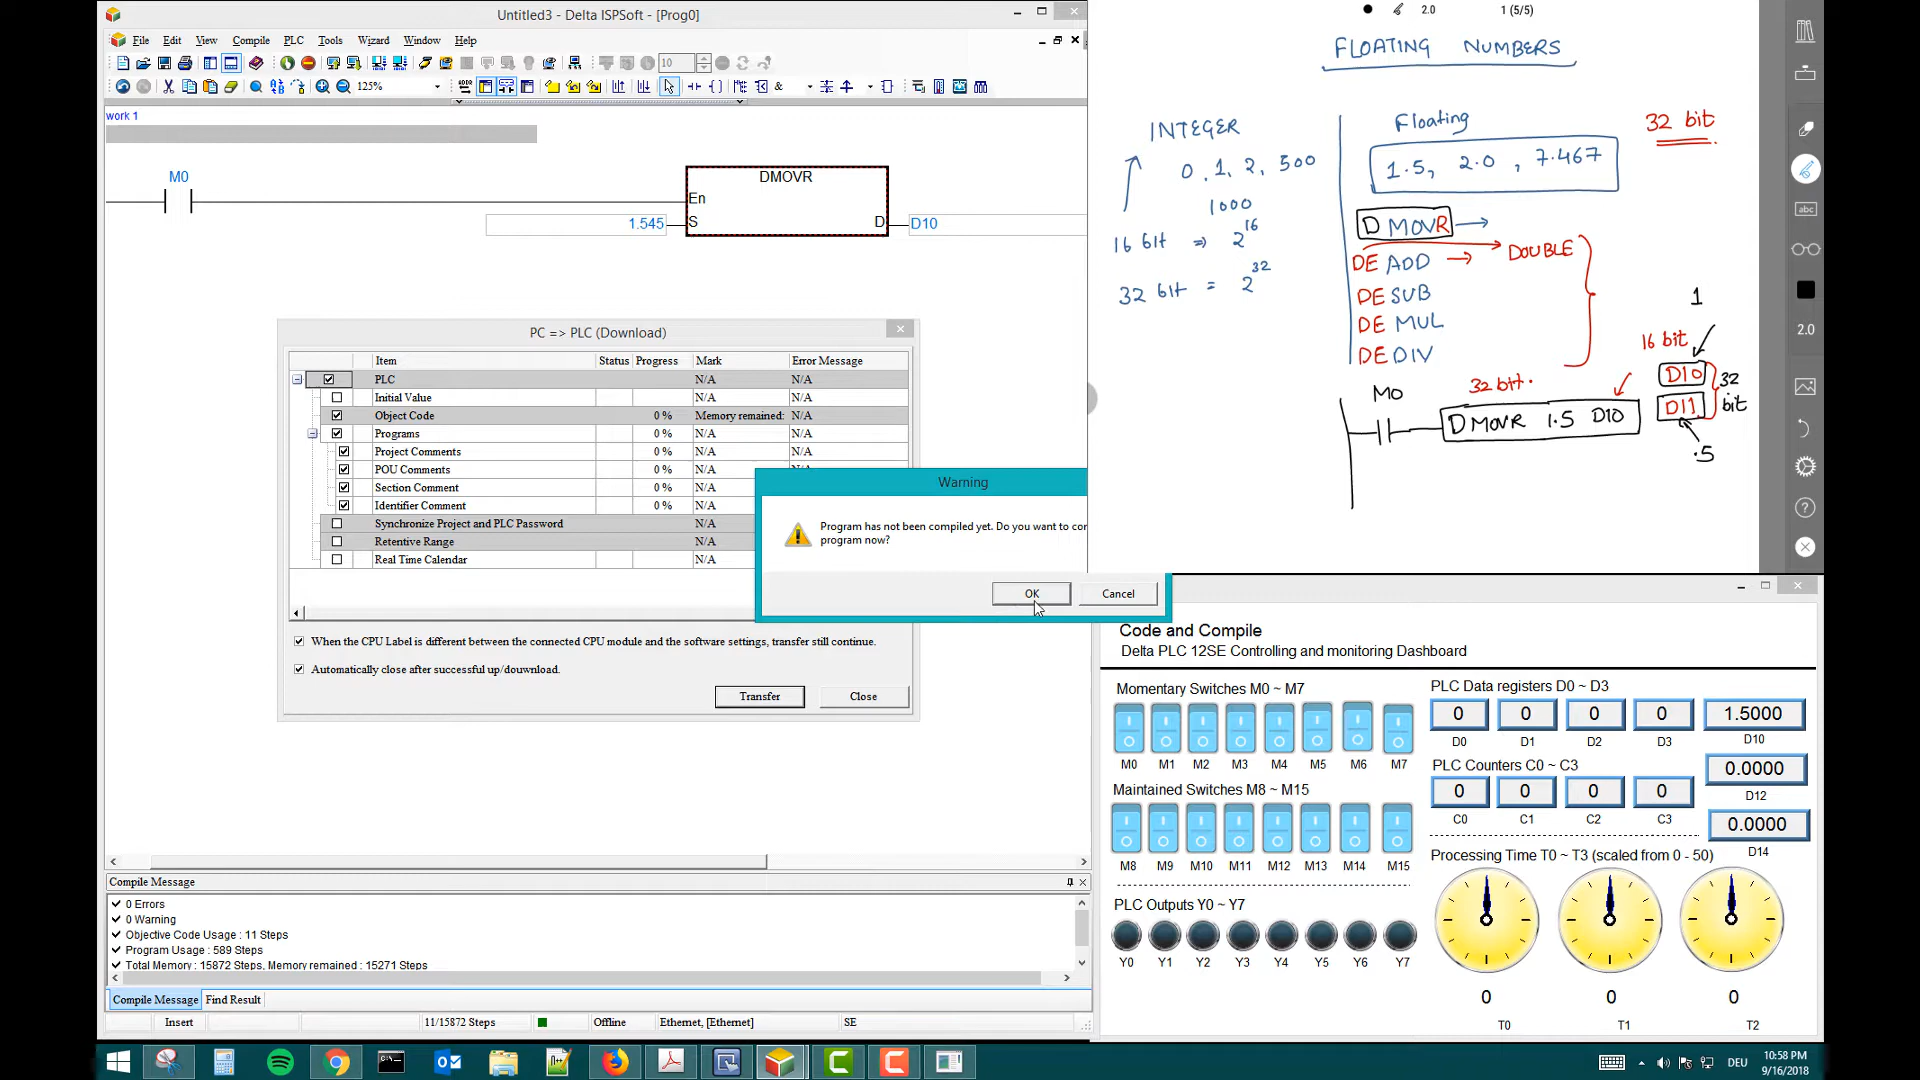 Untitled3 - Delta ISPSoft - [Prog0]
File Edit View Compile PLC Tools Wizard Window Help
10
125%
work 1
M0
DMOVR
En
1.545 S D D10
PC => PLC (Download)
Item Status Progress Mark Error Message
PLC N/A N/A
Initial Value N/A N/A
Object Code 0 % Memory remained: N/A
Programs 0 % N/A N/A
Project Comments 0 % N/A N/A
POU Comments 0 % N/A N/A
Section Comment 0 % N/A
Identifier Comment 0 % N/A
Synchronize Project and PLC Password N/A
Retentive Range N/A
Real Time Calendar N/A
When the CPU Label is different between the connected CPU module and the software settings, transfer still continue.
Automatically close after successful up/douwnload.
Transfer Close
Warning
Program has not been compiled yet. Do you want to cor
program now?
OK Cancel
Compile Message
0 Errors
0 Warning
Objective Code Usage : 11 Steps
Program Usage : 589 Steps
Total Memory : 15872 Steps, Memory remained : 15271 Steps
Compile Message Find Result
Insert 11/15872 Steps Offline Ethernet, [Ethernet] SE
2.0 1 (5/5)
FLOATING NUMBERS
INTEGER
0, 1, 2, 500
1000
16 bit => 2^16
32 bit = 2^32
Floating
32 bit
1.5, 2.0, 7.467
D MOVR
DE ADD DOUBLE
DE SUB
DE MUL
DE DIV
1
16 bit
D10
D11
32 bit
.5
M0
32 bit.
DMOVR 1.5 D10
abc
2.0
Code and Compile
Delta PLC 12SE Controlling and monitoring Dashboard
Momentary Switches M0 ~ M7
M0 M1 M2 M3 M4 M5 M6 M7
Maintained Switches M8 ~ M15
M8 M9 M10 M11 M12 M13 M14 M15
PLC Outputs Y0 ~ Y7
Y0 Y1 Y2 Y3 Y4 Y5 Y6 Y7
PLC Data registers D0 ~ D3
0 0 0 0 1.5000
D0 D1 D2 D3 D10
PLC Counters C0 ~ C3
0.0000
D12
0 0 0 0
C0 C1 C2 C3
0.0000
D14
Processing Time T0 ~ T3 (scaled from 0 - 50)
0 0 0
T0 T1 T2
DEU
10:58 PM
9/16/2018